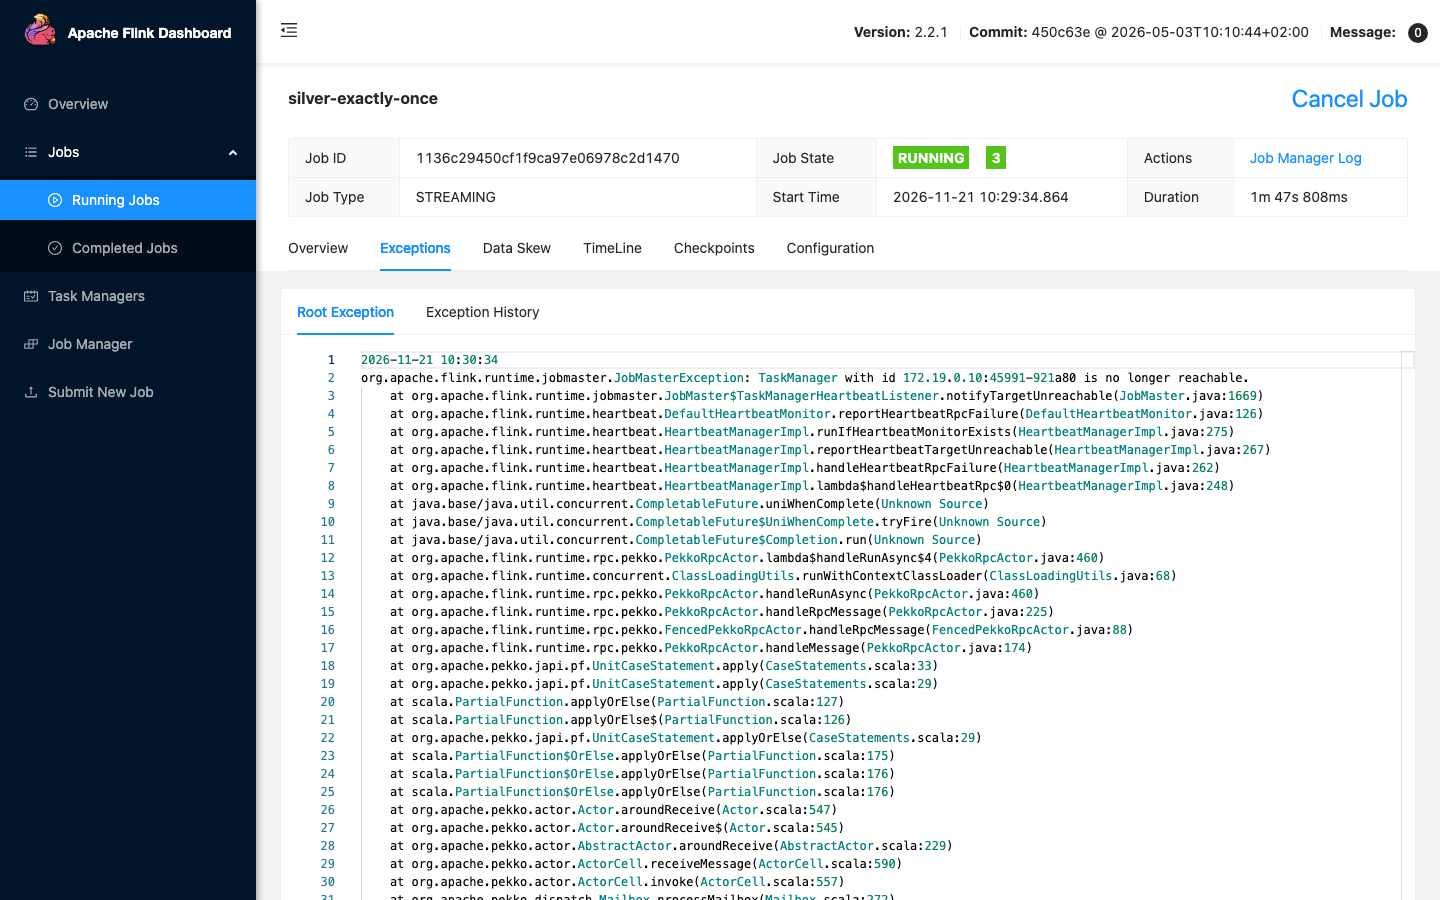 Apache Flink Dashboard
Version: 2.2.1 Commit: 450c63e @ 2026-05-03T10:10:44+02:00 Message: 0
Overview
Jobs
Running Jobs
Completed Jobs
Task Managers
Job Manager
Submit New Job
silver-exactly-once
Cancel Job
Job ID 1136c29450cf1f9ca97e06978c2d1470 Job State RUNNING 3 Actions Job Manager Log
Job Type STREAMING Start Time 2026-11-21 10:29:34.864 Duration 1m 47s 808ms
Overview Exceptions Data Skew TimeLine Checkpoints Configuration
Root Exception Exception History
1 2026-11-21 10:30:34
2 org.apache.flink.runtime.jobmaster.JobMasterException: TaskManager with id 172.19.0.10:45991-921a80 is no longer reachable.
3 at org.apache.flink.runtime.jobmaster.JobMaster$TaskManagerHeartbeatListener.notifyTargetUnreachable(JobMaster.java:1669)
4 at org.apache.flink.runtime.heartbeat.DefaultHeartbeatMonitor.reportHeartbeatRpcFailure(DefaultHeartbeatMonitor.java:126)
5 at org.apache.flink.runtime.heartbeat.HeartbeatManagerImpl.runIfHeartbeatMonitorExists(HeartbeatManagerImpl.java:275)
6 at org.apache.flink.runtime.heartbeat.HeartbeatManagerImpl.reportHeartbeatTargetUnreachable(HeartbeatManagerImpl.java:267)
7 at org.apache.flink.runtime.heartbeat.HeartbeatManagerImpl.handleHeartbeatRpcFailure(HeartbeatManagerImpl.java:262)
8 at org.apache.flink.runtime.heartbeat.HeartbeatManagerImpl.lambda$handleHeartbeatRpc$0(HeartbeatManagerImpl.java:248)
9 at java.base/java.util.concurrent.CompletableFuture.uniWhenComplete(Unknown Source)
10 at java.base/java.util.concurrent.CompletableFuture$UniWhenComplete.tryFire(Unknown Source)
11 at java.base/java.util.concurrent.CompletableFuture$Completion.run(Unknown Source)
12 at org.apache.flink.runtime.rpc.pekko.PekkoRpcActor.lambda$handleRunAsync$4(PekkoRpcActor.java:460)
13 at org.apache.flink.runtime.concurrent.ClassLoadingUtils.runWithContextClassLoader(ClassLoadingUtils.java:68)
14 at org.apache.flink.runtime.rpc.pekko.PekkoRpcActor.handleRunAsync(PekkoRpcActor.java:460)
15 at org.apache.flink.runtime.rpc.pekko.PekkoRpcActor.handleRpcMessage(PekkoRpcActor.java:225)
16 at org.apache.flink.runtime.rpc.pekko.FencedPekkoRpcActor.handleRpcMessage(FencedPekkoRpcActor.java:88)
17 at org.apache.flink.runtime.rpc.pekko.PekkoRpcActor.handleMessage(PekkoRpcActor.java:174)
18 at org.apache.pekko.japi.pf.UnitCaseStatement.apply(CaseStatements.scala:33)
19 at org.apache.pekko.japi.pf.UnitCaseStatement.apply(CaseStatements.scala:29)
20 at scala.PartialFunction.applyOrElse(PartialFunction.scala:127)
21 at scala.PartialFunction.applyOrElse$(PartialFunction.scala:126)
22 at org.apache.pekko.japi.pf.UnitCaseStatement.applyOrElse(CaseStatements.scala:29)
23 at scala.PartialFunction$OrElse.applyOrElse(PartialFunction.scala:175)
24 at scala.PartialFunction$OrElse.applyOrElse(PartialFunction.scala:176)
25 at scala.PartialFunction$OrElse.applyOrElse(PartialFunction.scala:176)
26 at org.apache.pekko.actor.Actor.aroundReceive(Actor.scala:547)
27 at org.apache.pekko.actor.Actor.aroundReceive$(Actor.scala:545)
28 at org.apache.pekko.actor.AbstractActor.aroundReceive(AbstractActor.scala:229)
29 at org.apache.pekko.actor.ActorCell.receiveMessage(ActorCell.scala:590)
30 at org.apache.pekko.actor.ActorCell.invoke(ActorCell.scala:557)
31 at org.apache.pekko.dispatch.Mailbox.processMailbox(Mailbox.scala:272)